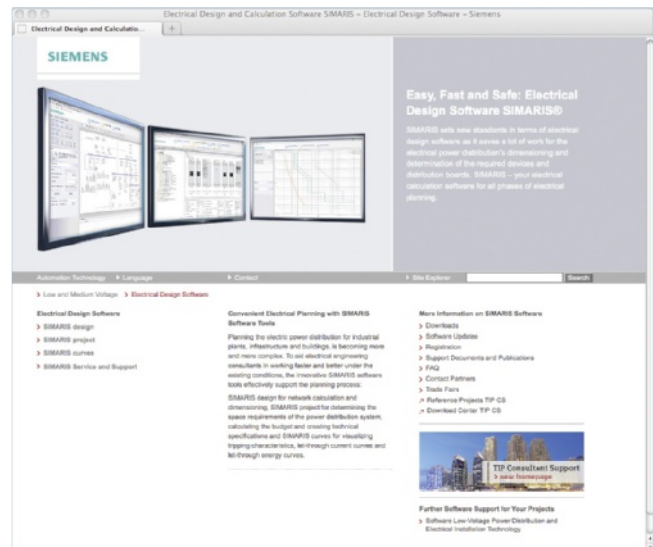 Electrical Design and Calculation Software SIMARIS – Electrical Design Software – Siemens
Electrical Design and Calculatio...
SIEMENS
Easy, Fast and Safe: Electrical
Design Software SIMARIS®
SIMARIS sets new standards in terms of electrical
design software as it saves a lot of work for the
electrical power distribution's dimensioning and
determination of the required devices and
distribution boards. SIMARIS – your electrical
calculation software for all phases of electrical
planning.
Automation Technology
Language
Contact
Site Explorer
Search
Low and Medium Voltage
Electrical Design Software
Electrical Design Software
SIMARIS design
SIMARIS project
SIMARIS curves
SIMARIS Service and Support
Convenient Electrical Planning with SIMARIS
Software Tools
Planning the electric power distribution for industrial
plants, infrastructure and buildings, is becoming more
and more complex. To aid electrical engineering
consultants in working faster and better under the
existing conditions, the innovative SIMARIS software
tools effectively support the planning process:
SIMARIS design for network calculation and
dimensioning, SIMARIS project for determining the
space requirements of the power distribution system,
calculating the budget and creating technical
specifications and SIMARIS curves for visualizing
tripping characteristics, let-through current curves and
let-through energy curves.
More Information on SIMARIS Software
Downloads
Software Updates
Registration
Support Documents and Publications
FAQ
Contact Partners
Trade Fairs
Reference Projects TIP CS
Download Center TIP CS
TIP Consultant Support
new homepage
Further Software Support for Your Projects
Software Low-Voltage Power Distribution and
Electrical Installation Technology